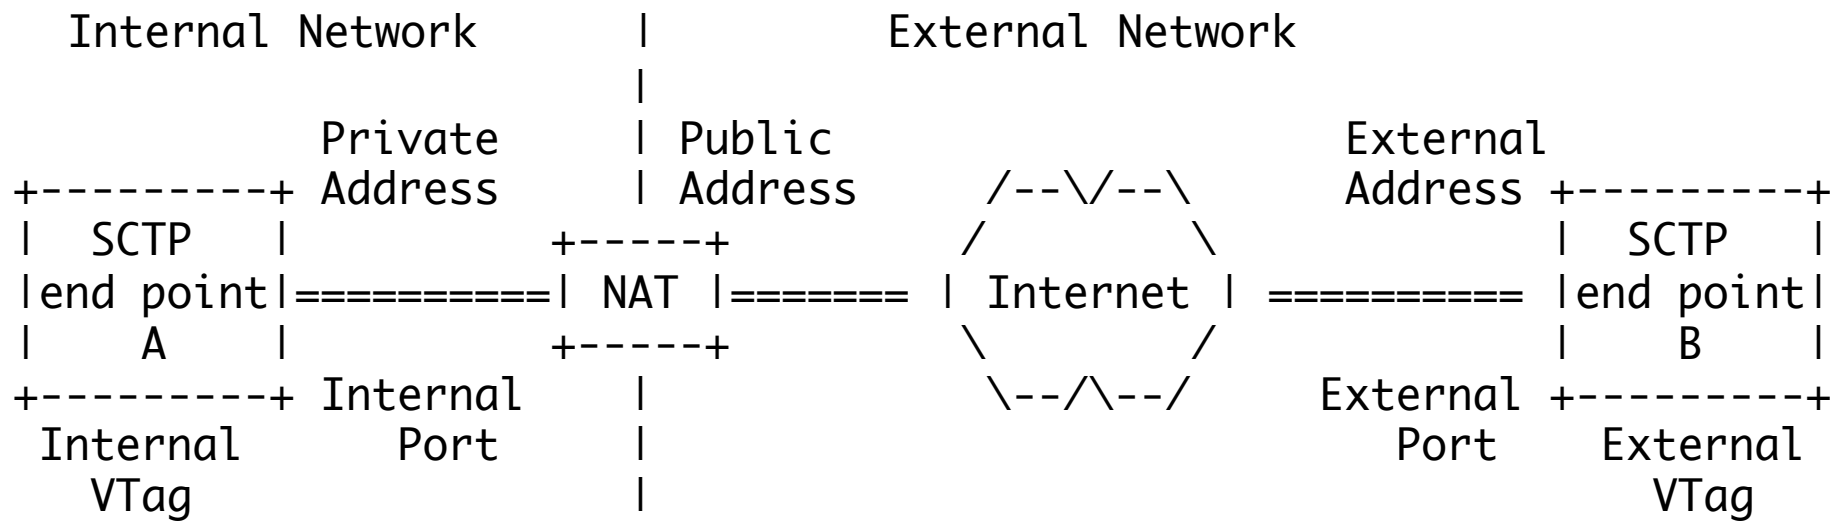 Internal Network | External Network
|
Private | Public External
+---------+ Address | Address /--\/--\ Address +---------+
| SCTP | +-----+ / \ | SCTP |
|end point|==========| NAT |======= | Internet | ========== |end point|
| A | +-----+ \ / | B |
+---------+ Internal | \--/\--/ External +---------+
Internal Port | Port External
VTag | VTag